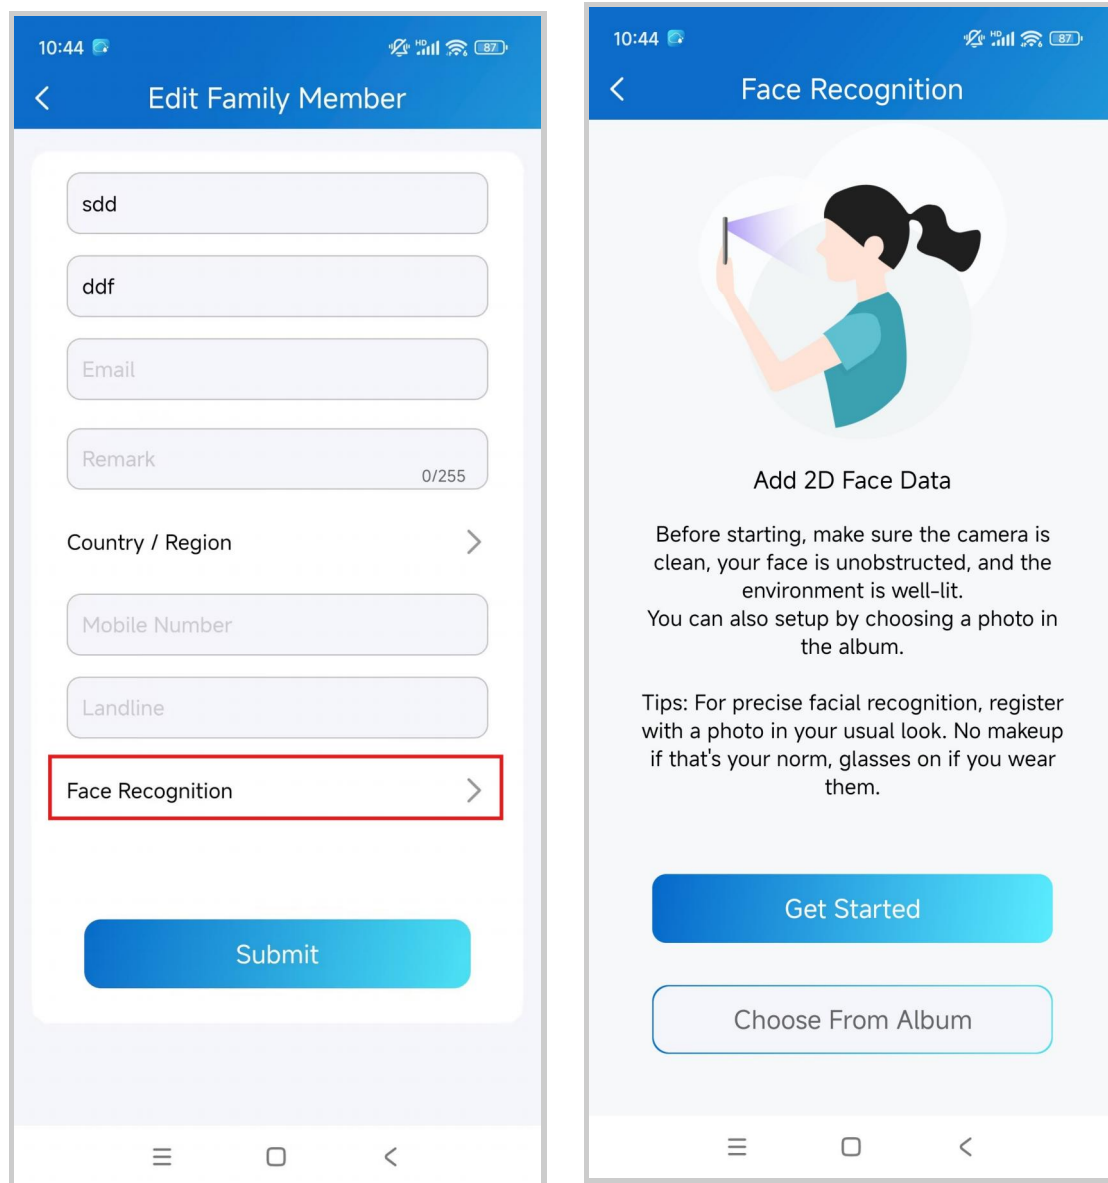 10:44
HD
87
Edit Family Member
sdd
ddf
Email
Remark
0/255
Country / Region
Mobile Number
Landline
Face Recognition
Submit
10:44
HD
87
Face Recognition
Add 2D Face Data
Before starting, make sure the camera is
clean, your face is unobstructed, and the
environment is well-lit.
You can also setup by choosing a photo in
the album.
Tips: For precise facial recognition, register
with a photo in your usual look. No makeup
if that's your norm, glasses on if you wear
them.
Get Started
Choose From Album